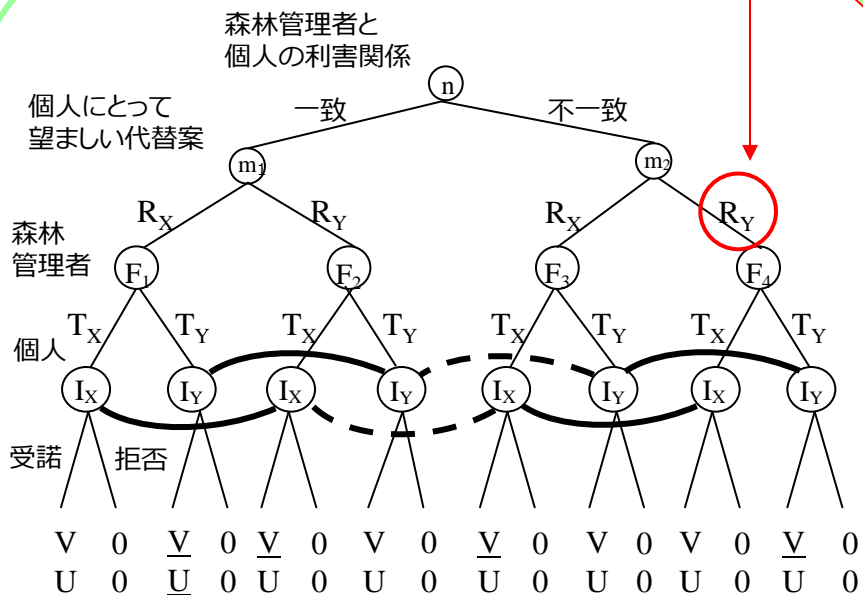 森林管理者と
個人の利害関係
n
個人にとって
望ましい代替案
一致 不一致
m1 m2
RX RY RX RY
森林
管理者
F1 F2 F3 F4
TX TY TX TY TX TY TX TY
個人
IX IY IX IY IX IY IX IY
受諾 拒否
V 0 V 0 V 0 V 0 V 0 V 0 V 0 V 0
U 0 U 0 U 0 U 0 U 0 U 0 U 0 U 0